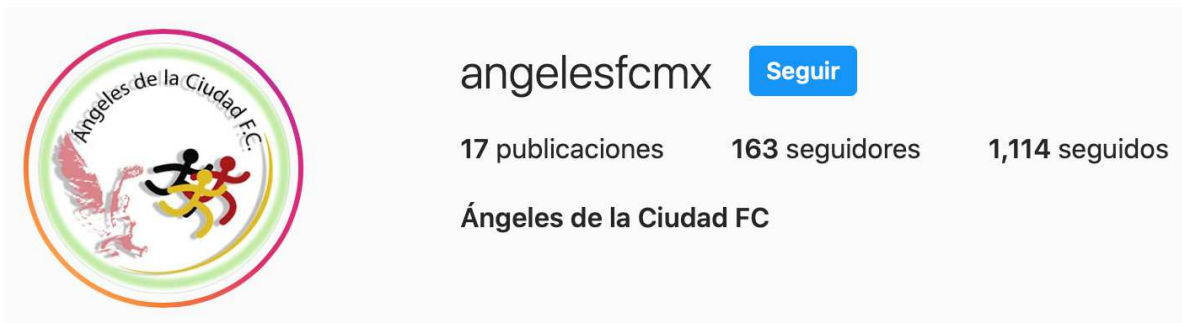 Ángeles de la Ciudad F.C.
angelesfcmx Seguir
17 publicaciones 163 seguidores 1,114 seguidos
Ángeles de la Ciudad FC